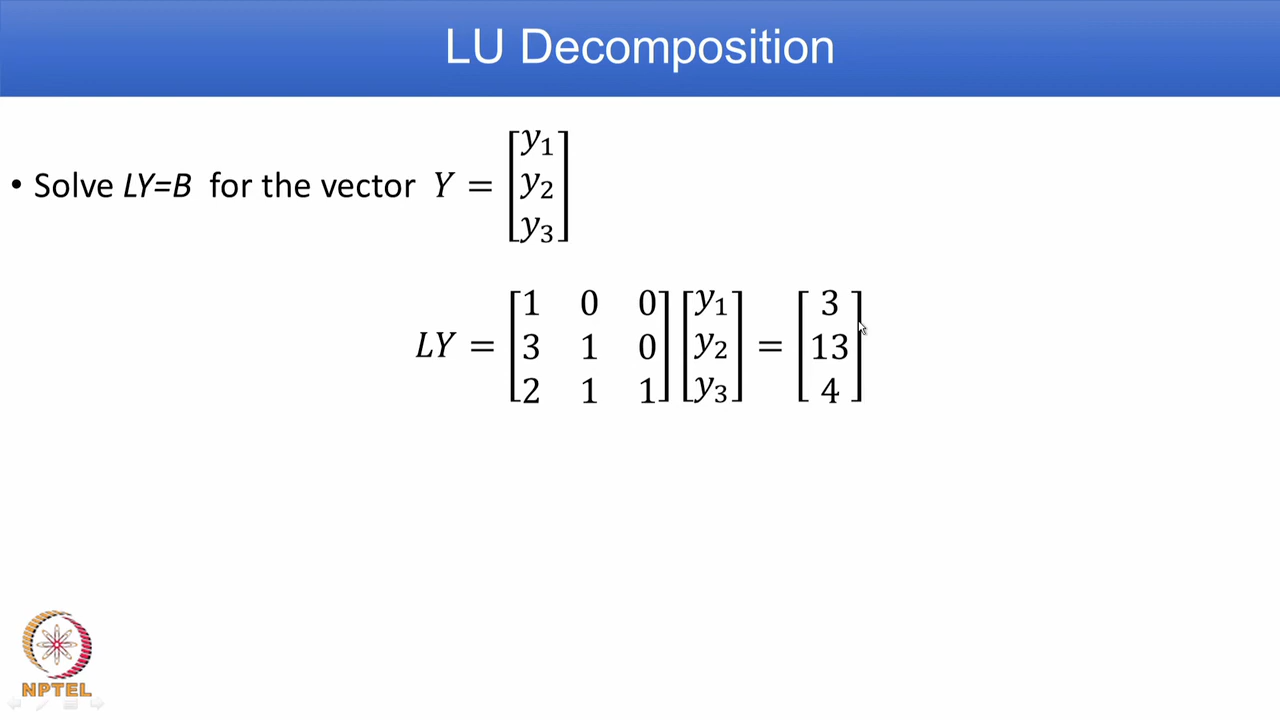 LU Decomposition
• Solve LY=B for the vector Y = [y₁ y₂ y₃]
LY = [1 0 0; 3 1 0; 2 1 1] [y₁ y₂ y₃] = [3 13 4]
NPTEL